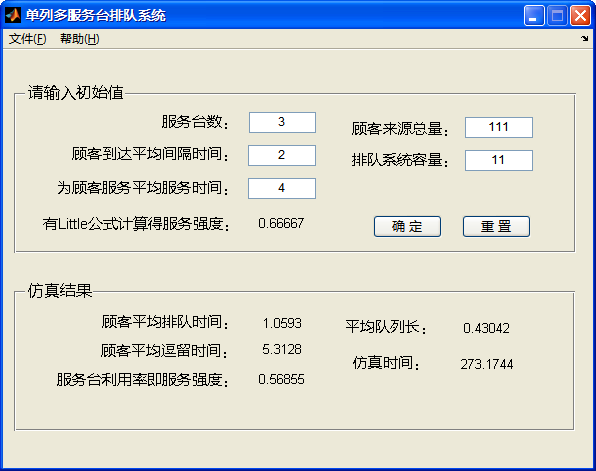 单列多服务台排队系统
文件(F) 帮助(H)
请输入初始值
服务台数： 3
顾客来源总量： 111
顾客到达平均间隔时间： 2
排队系统容量： 11
为顾客服务平均服务时间： 4
有Little公式计算得服务强度： 0.66667
确 定 重 置
仿真结果
顾客平均排队时间： 1.0593
平均队列长： 0.43042
顾客平均逗留时间： 5.3128
仿真时间： 273.1744
服务台利用率即服务强度： 0.56855